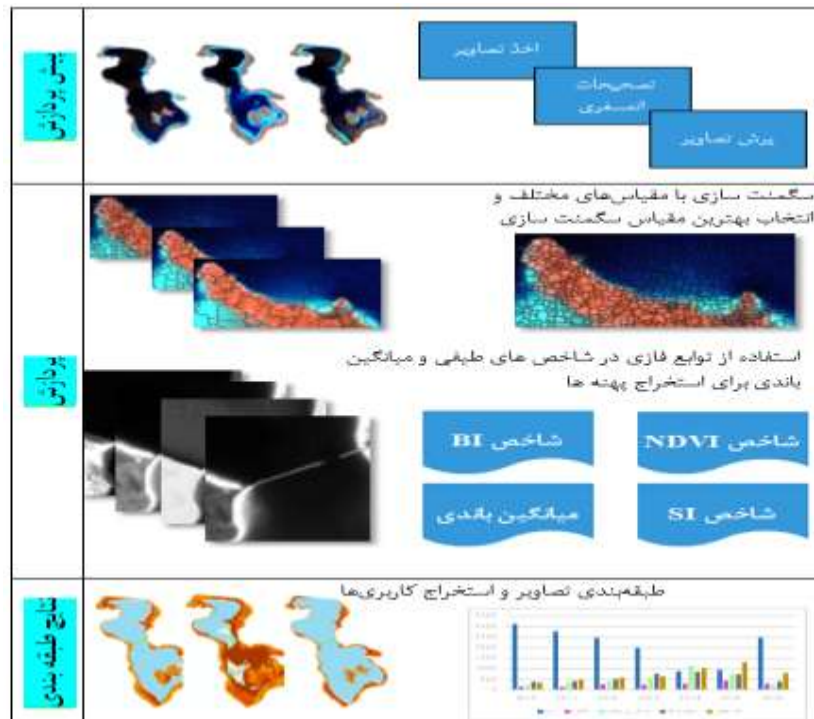 پیش پردازش
اخذ تصاویر
تصحیحات
اتمسفری
برش تصاویر
پردازش
سگمنت سازی با مقیاس‌های مختلف و
انتخاب بهترین مقیاس سگمنت سازی
استفاده از توابع فازی در شاخص های طیفی و میانگین
باندی برای استخراج پهنه ها
شاخص NDVI
شاخص BI
شاخص SI
میانگین باندی
نتایج طبقه بندی
طبقه‌بندی تصاویر و استخراج کاربری‌ها